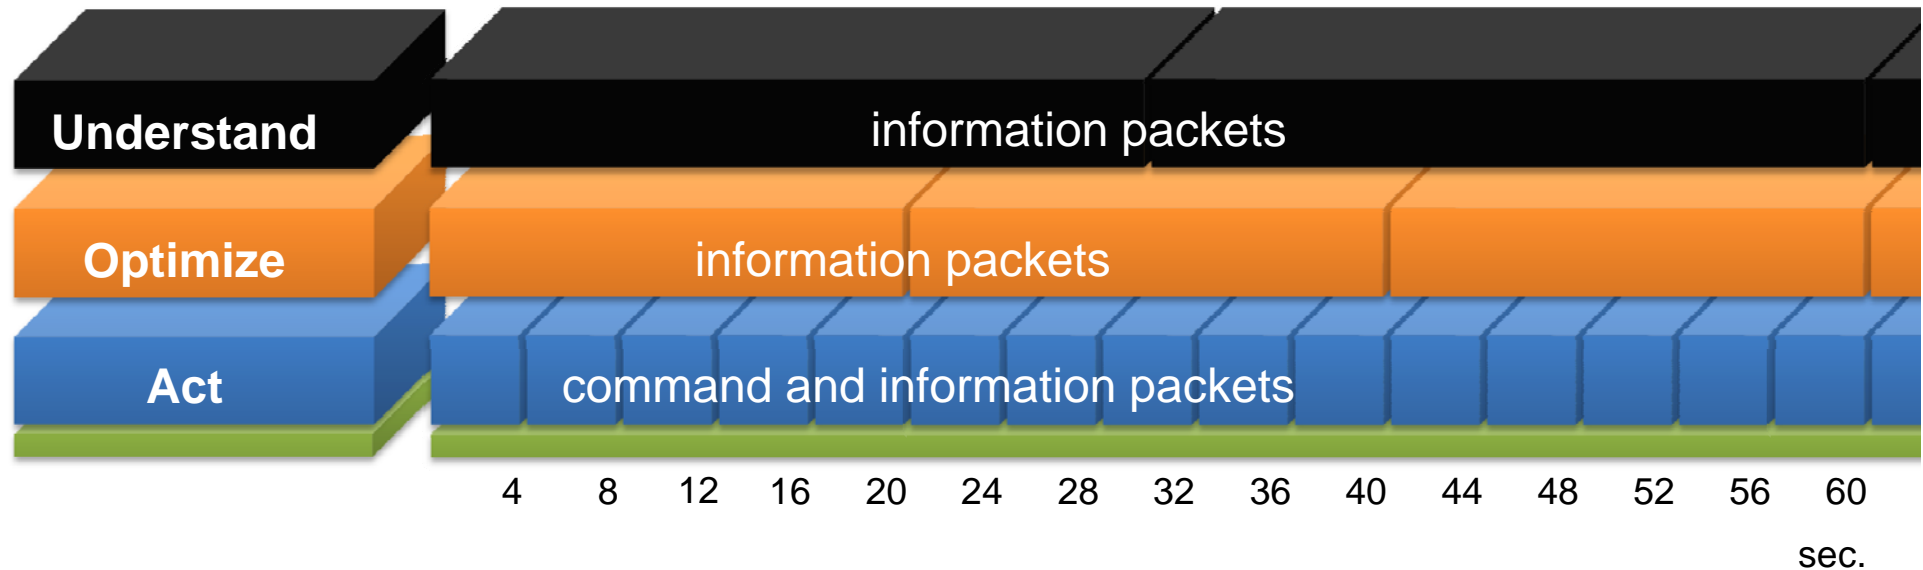 Understand information packets
Optimize information packets
Act command and information packets
4 8 12 16 20 24 28 32 36 40 44 48 52 56 60
sec.